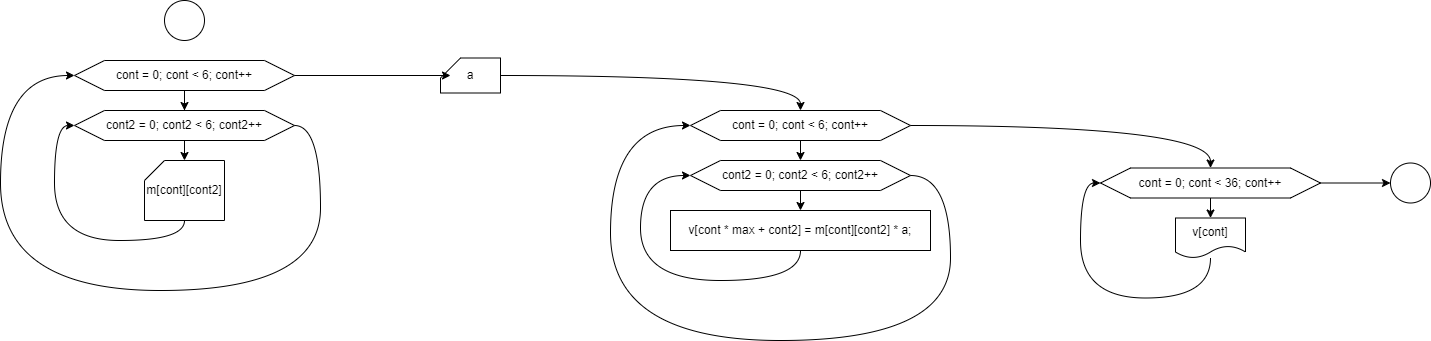 cont = 0; cont < 6; cont++
cont2 = 0; cont2 < 6; cont2++
m[cont][cont2]
a
cont = 0; cont < 6; cont++
cont2 = 0; cont2 < 6; cont2++
v[cont * max + cont2] = m[cont][cont2] * a;
cont = 0; cont < 36; cont++
v[cont]